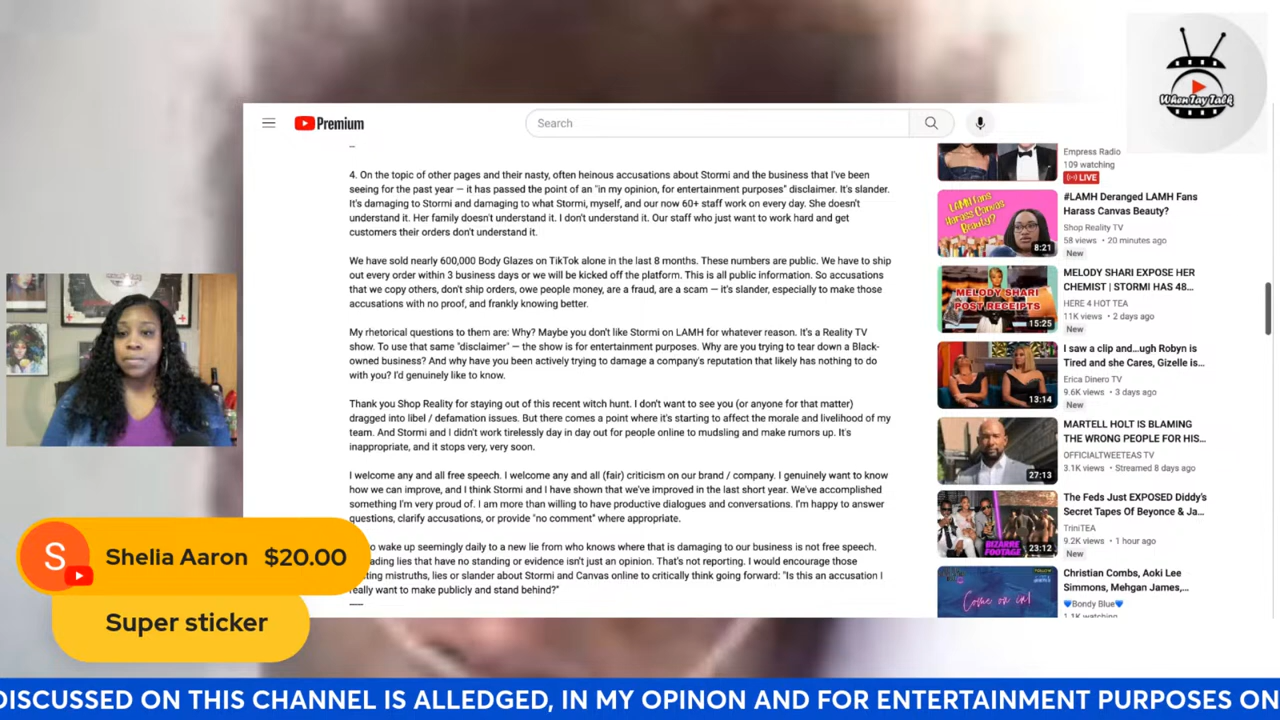 WhenTayTalk
Premium
Search
4. On the topic of other pages and their nasty, often heinous accusations about Stormi and the business that I've been
seeing for the past year — it has passed the point of an "in my opinion, for entertainment purposes" disclaimer. It's slander.
It's damaging to Stormi and damaging to what Stormi, myself, and our now 60+ staff work on every day. She doesn't
understand it. Her family doesn't understand it. I don't understand it. Our staff who just want to work hard and get
customers their orders don't understand it.
We have sold nearly 600,000 Body Glazes on TikTok alone in the last 8 months. These numbers are public. We have to ship
out every order within 3 business days or we will be kicked off the platform. This is all public information. So accusations
that we copy others, don't ship orders, owe people money, are a fraud, are a scam — it's slander, especially to make those
accusations with no proof, and frankly knowing better.
My rhetorical questions to them are: Why? Maybe you don't like Stormi on LAMH for whatever reason. It's a Reality TV
show. To use that same "disclaimer" — the show is for entertainment purposes. Why are you trying to tear down a Black-
owned business? And why have you been actively trying to damage a company's reputation that likely has nothing to do
with you? I'd genuinely like to know.
Thank you Shop Reality for staying out of this recent witch hunt. I don't want to see you (or anyone for that matter)
dragged into libel / defamation issues. But there comes a point where it's starting to affect the morale and livelihood of my
team. And Stormi and I didn't work tirelessly day in day out for people online to mudsling and make rumors up. It's
inappropriate, and it stops very, very soon.
I welcome any and all free speech. I welcome any and all (fair) criticism on our brand / company. I genuinely want to know
how we can improve, and I think Stormi and I have shown that we've improved in the last short year. We've accomplished
something I'm very proud of. I am more than willing to have productive dialogues and conversations. I'm happy to answer
questions, clarify accusations, or provide "no comment" where appropriate.
o wake up seemingly daily to a new lie from who knows where that is damaging to our business is not free speech.
ading lies that have no standing or evidence isn't just an opinion. That's not reporting. I would encourage those
ting mistruths, lies or slander about Stormi and Canvas online to critically think going forward: "Is this an accusation I
really want to make publicly and stand behind?"
Empress Radio
109 watching
LIVE
LAMH Fans
Harass Canvas
Beauty?
8:21
#LAMH Deranged LAMH Fans
Harass Canvas Beauty?
Shop Reality TV
58 views • 20 minutes ago
New
MELODY SHARI
POST RECEIPTS
15:25
MELODY SHARI EXPOSE HER
CHEMIST | STORMI HAS 48...
HERE 4 HOT TEA
11K views • 2 days ago
New
13:14
I saw a clip and...ugh Robyn is
Tired and she Cares, Gizelle is...
Erica Dinero TV
9.6K views • 3 days ago
New
27:13
MARTELL HOLT IS BLAMING
THE WRONG PEOPLE FOR HIS...
OFFICIALTWEETEAS TV
3.1K views • Streamed 8 days ago
BIZARRE
FOOTAGE
23:12
The Feds Just EXPOSED Diddy's
Secret Tapes Of Beyonce & Ja...
TriniTEA
9.2K views • 1 hour ago
New
Come on in!
Christian Combs, Aoki Lee
Simmons, Mehgan James,...
💙Bondy Blue💙
1.1K watching
S
Shelia Aaron $20.00
Super sticker
DISCUSSED ON THIS CHANNEL IS ALLEDGED, IN MY OPINON AND FOR ENTERTAINMENT PURPOSES ON